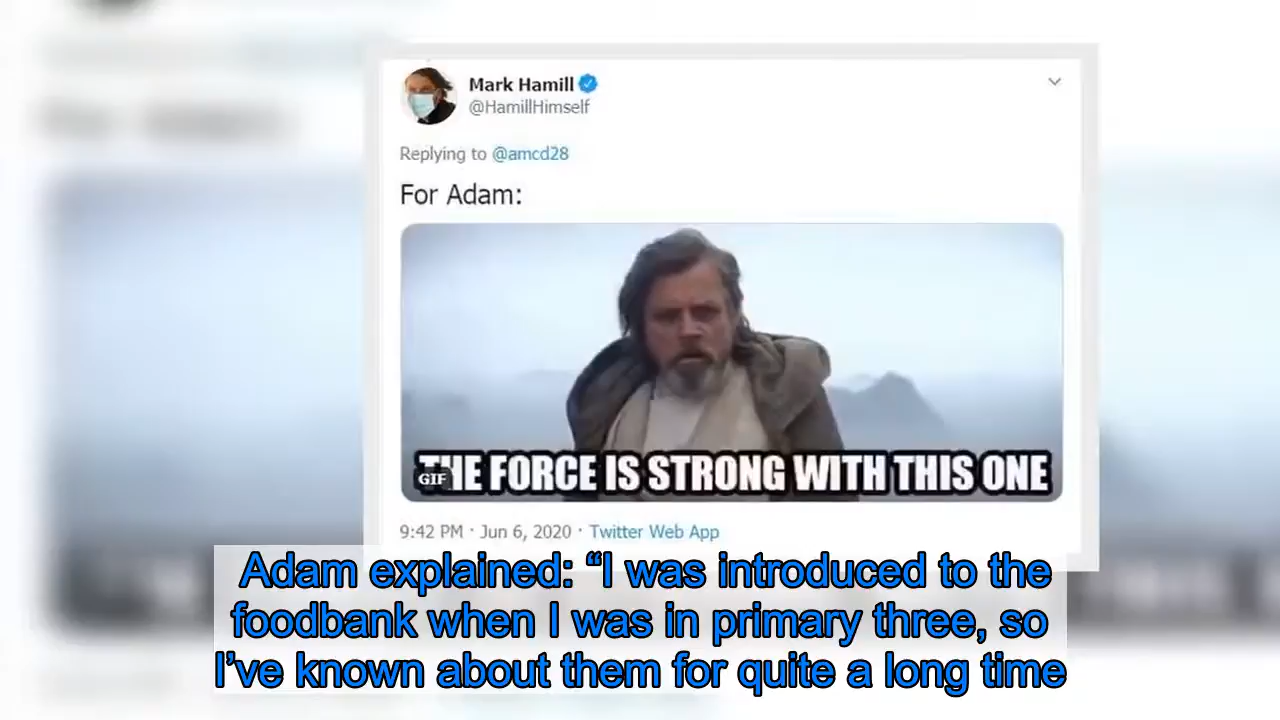 Mark Hamill
@HamillHimself
Replying to @amcd28
For Adam:
THE FORCE IS STRONG WITH THIS ONE
GIF
9:42 PM · Jun 6, 2020 · Twitter Web App
Adam explained: “I was introduced to the
foodbank when I was in primary three, so
I’ve known about them for quite a long time